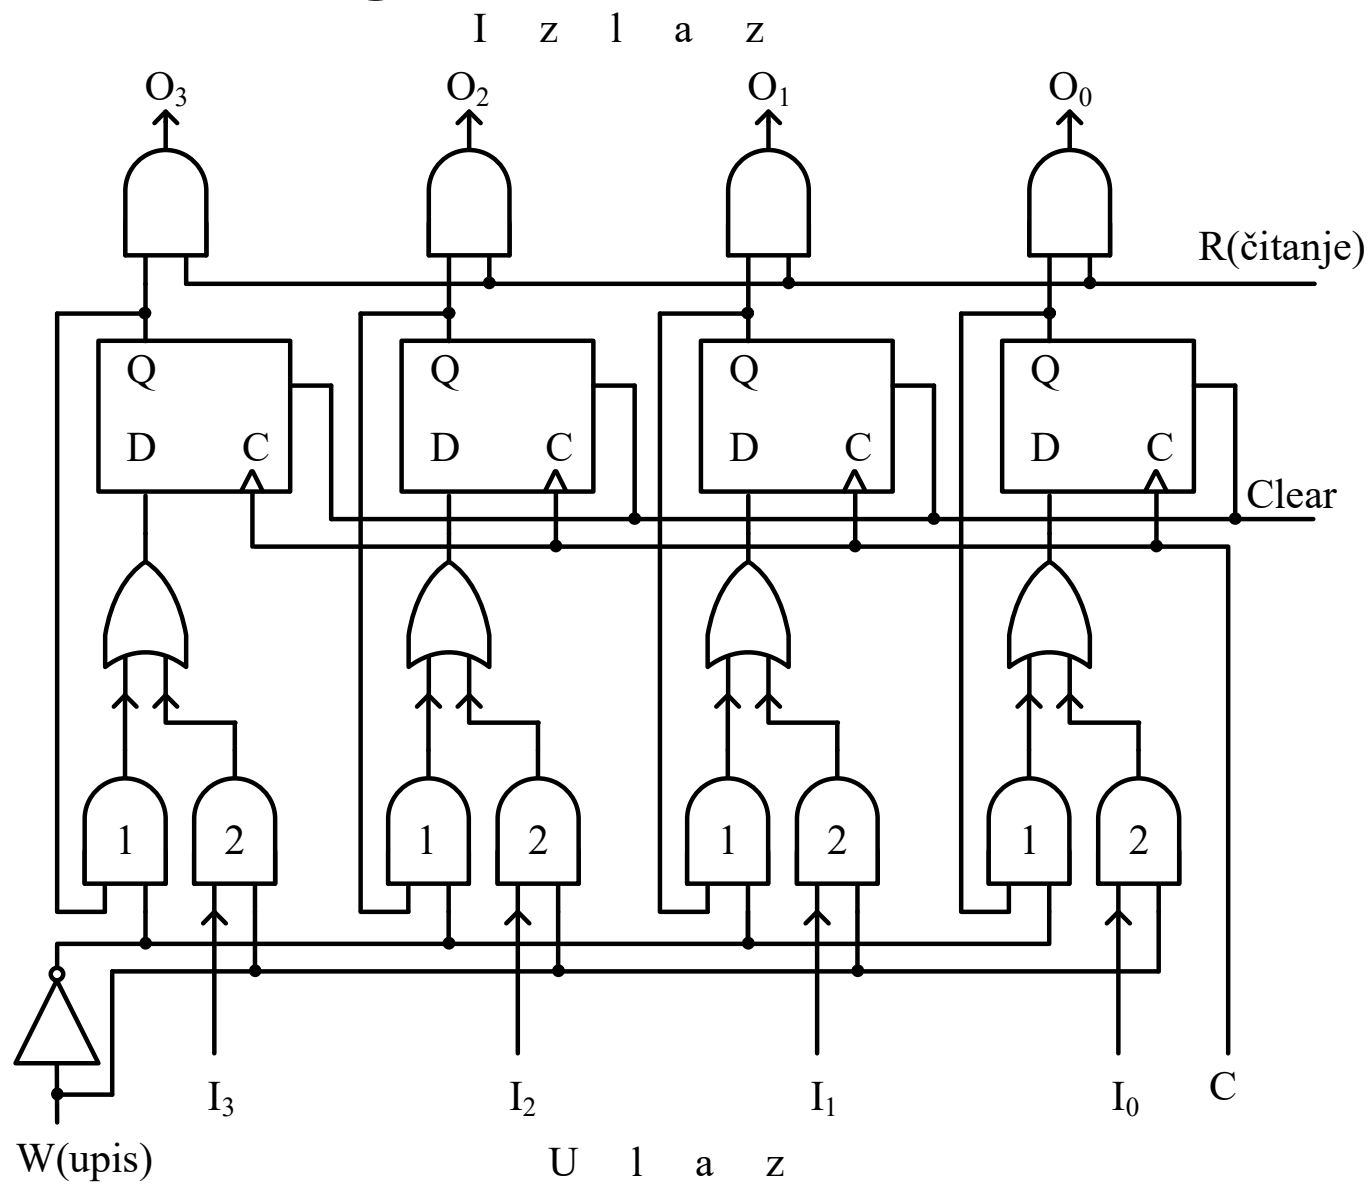 I z l a z
O3 O2 O1 O0
R(čitanje)
Q Q Q Q
D C D C D C D C
Clear
1 2 1 2 1 2 1 2
I3 I2 I1 I0 C
W(upis)
U l a z